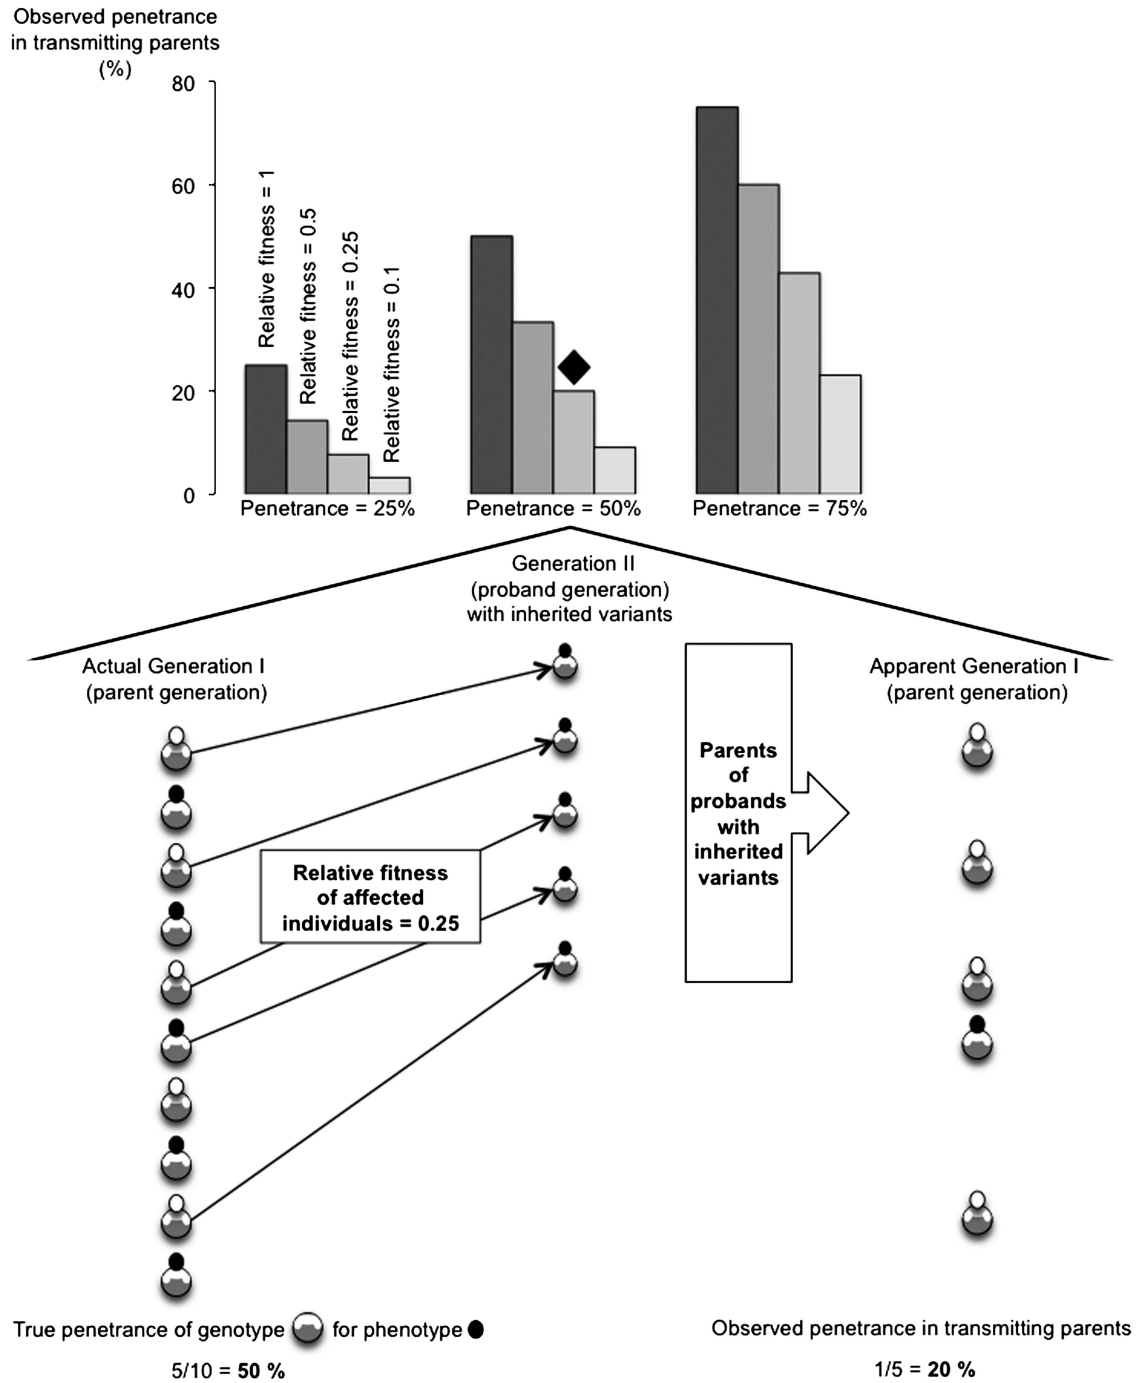 Observed penetrance
in transmitting parents
(%)
80
60
40
20
0
Relative fitness = 1
Relative fitness = 0.5
Relative fitness = 0.25
Relative fitness = 0.1
Penetrance = 25%
Penetrance = 50%
Penetrance = 75%
Generation II
(proband generation)
with inherited variants
Actual Generation I
(parent generation)
Apparent Generation I
(parent generation)
Relative fitness
of affected
individuals = 0.25
Parents
of
probands
with
inherited
variants
True penetrance of genotype for phenotype
5/10 = 50 %
Observed penetrance in transmitting parents
1/5 = 20 %